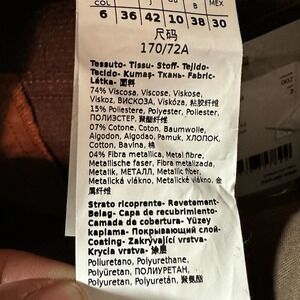 COL MEX
6 36 42 10 38 30
尺码
170/72A
Tessuto- Tissu- Stoff- Tejido-
Tecido- Kumaş- Ткань- Fabric-
Látka- 面料
74% Viscosa, Viscose, Viskose,
Viskoz, ВИСКОЗА, Viskóza, 粘胶纤维
15% Poliestere, Polyester, Poliester,
ПОЛИЭСТЕР, 聚酯纤维
07% Cotone, Coton, Baumwolle,
Algodon, Algodao, Pamuk, ХЛОПОК,
Cotton, Bavlna, 棉
04% Fibra metallica, Metal fibre,
Metallische faser, Fibra metalizada,
Metalik, МЕТАЛЛ, Metallic fiber,
Metalická vlákno, Metalické vlákno, 金
属纤维
Strato ricoprente- Revetement-
Belag- Capa de recubrimiento-
Camada de cobertura- Yüzey
kaplama- Покрывающий слой-
Coating- Zakrývající vrstva-
Krycia vrstva- 涂层
Poliuretano, Polyurethane,
Polyüretan, ПОЛИУРЕТАН,
Polyuretan, Polyuretán, 聚氨酯